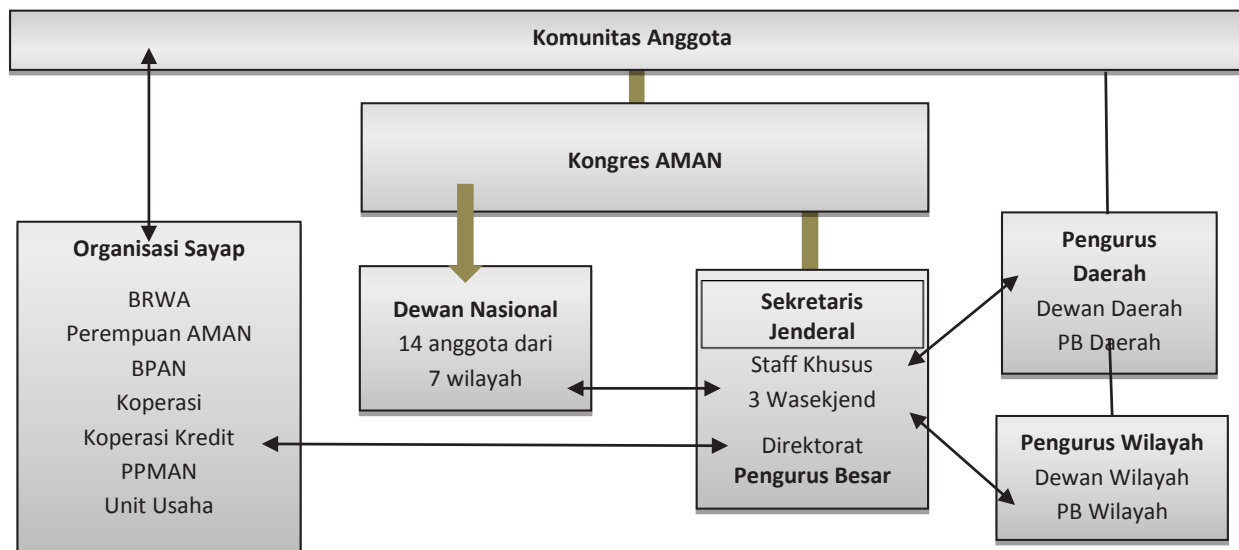 Komunitas Anggota
Kongres AMAN
Organisasi Sayap
BRWA
Perempuan AMAN
BPAN
Koperasi
Koperasi Kredit
PPMAN
Unit Usaha
Dewan Nasional
14 anggota dari
7 wilayah
Sekretaris
Jenderal
Staff Khusus
3 Wasekjend
Direktorat
Pengurus Besar
Pengurus
Daerah
Dewan Daerah
PB Daerah
Pengurus Wilayah
Dewan Wilayah
PB Wilayah